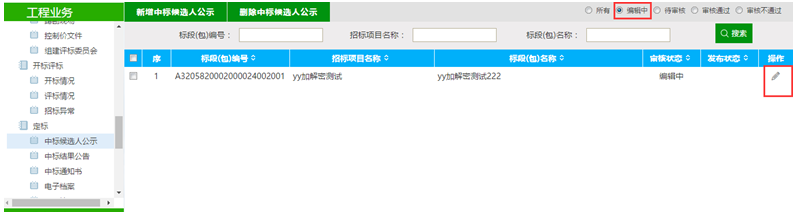 工程业务
控制价文件
组建评标委员会
开标评标
开标情况
评标情况
招标异常
定标
中标候选人公示
中标结果公告
中标通知书
电子档案
新增中标候选人公示 删除中标候选人公示 所有 编辑中 待审核 审核通过 审核不通过
标段(包)编号： 招标项目名称： 标段(包)名称： 搜索
序 标段(包)编号 招标项目名称 标段(包)名称 审核状态 发布状态 操作
1 A3205820002000024002001 yy加解密测试 yy加解密测试222 编辑中